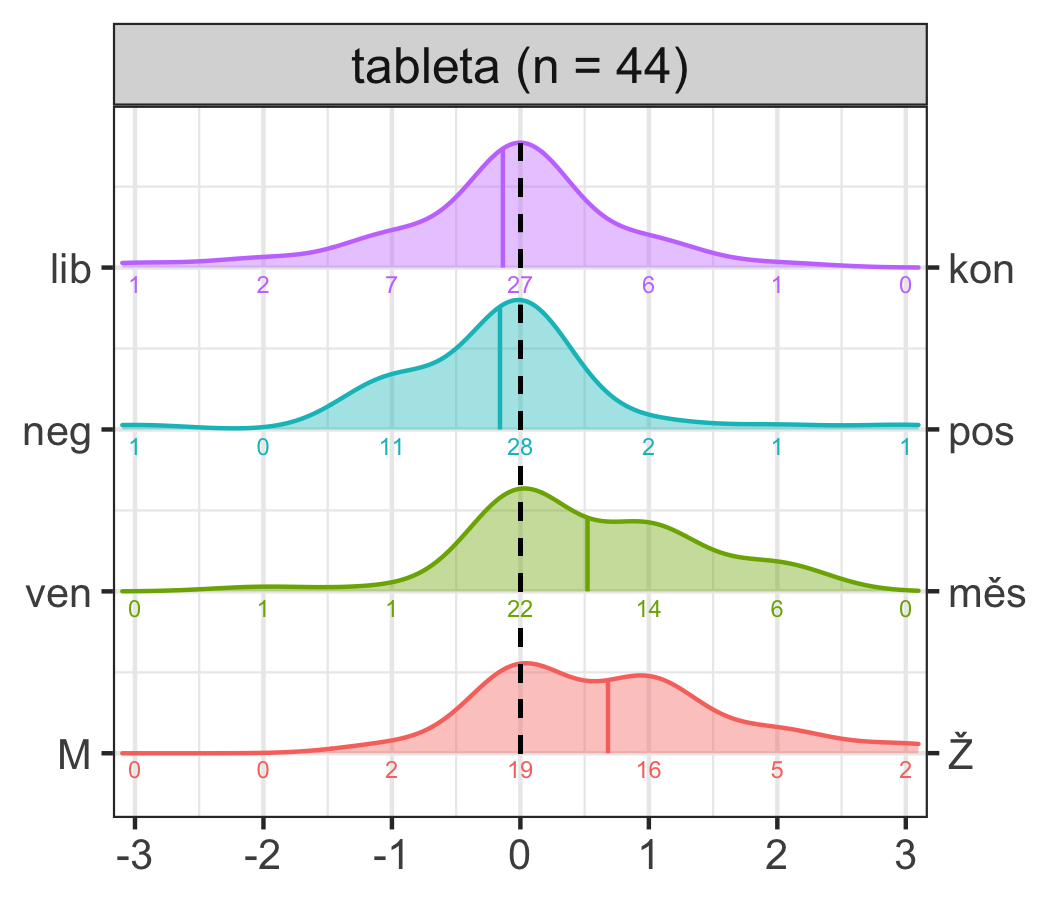 tableta (n = 44)
lib kon
1 2 7 27 6 1 0
neg pos
1 0 11 28 2 1 1
ven měs
0 1 1 22 14 6 0
M Ž
0 0 2 19 16 5 2
-3 -2 -1 0 1 2 3